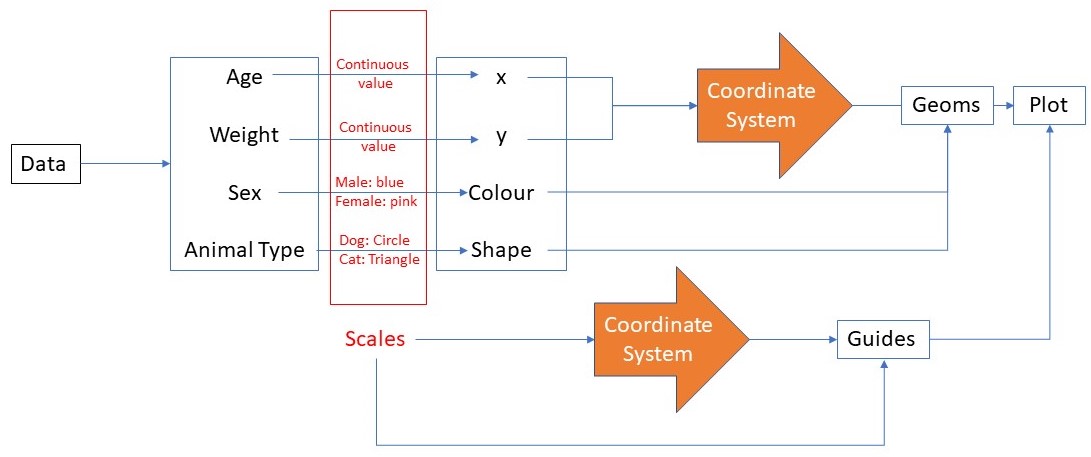 Data
Age
Weight
Sex
Animal Type
Continuous
value
Continuous
value
Male: blue
Female: pink
Dog: Circle
Cat: Triangle
x
y
Colour
Shape
Coordinate
System
Geoms
Plot
Scales
Coordinate
System
Guides